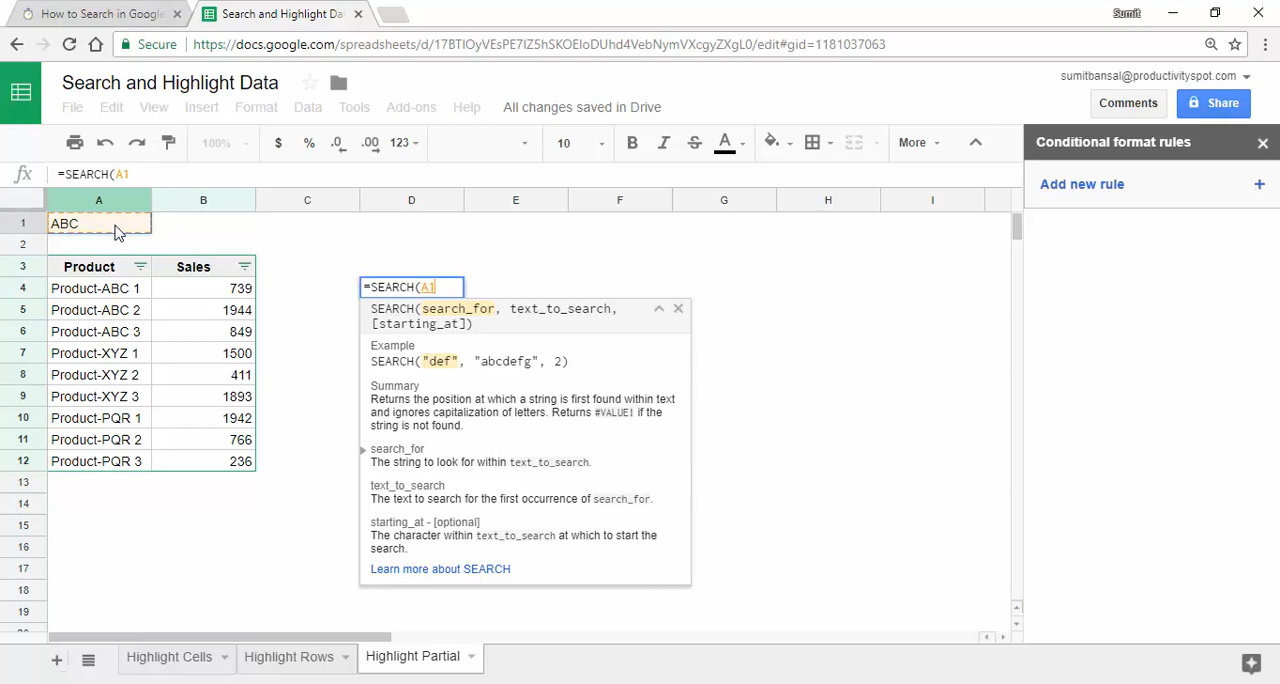 How to Search in Google
Search and Highlight Dat
Sumit
Secure
https://docs.google.com/spreadsheets/d/17BTlOyVEsPE7IZ5hSKOEIoDUhd4VebNymVXcgyZXgL0/edit#gid=1181037063
Search and Highlight Data
sumitbansal@productivityspot.com
File Edit View Insert Format Data Tools Add-ons Help All changes saved in Drive
Comments
Share
100%
$ % .0 .00 123
10
B I S A
More
Conditional format rules
fx =SEARCH(A1
Add new rule +
A B C D E F G H I
1 ABC
2
3 Product Sales
4 Product-ABC 1 739
=SEARCH(A1
5 Product-ABC 2 1944
6 Product-ABC 3 849
7 Product-XYZ 1 1500
8 Product-XYZ 2 411
9 Product-XYZ 3 1893
10 Product-PQR 1 1942
11 Product-PQR 2 766
12 Product-PQR 3 236
13
14
15
16
17
18
19
SEARCH(search_for, text_to_search,
[starting_at])
Example
SEARCH("def", "abcdefg", 2)
Summary
Returns the position at which a string is first found within text
and ignores capitalization of letters. Returns #VALUE! if the
string is not found.
search_for
The string to look for within text_to_search.
text_to_search
The text to search for the first occurrence of search_for.
starting_at - [optional]
The character within text_to_search at which to start the
search.
Learn more about SEARCH
Highlight Cells
Highlight Rows
Highlight Partial